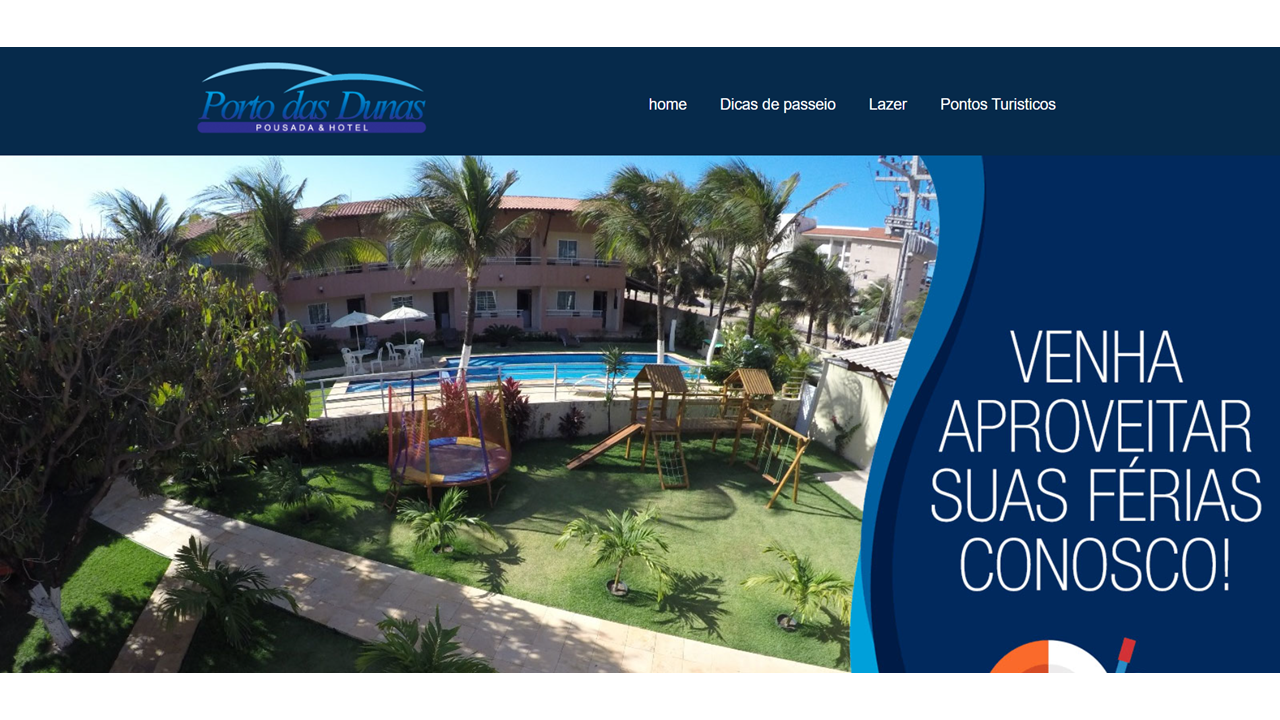 Porto das Dunas
POUSADA & HOTEL
home Dicas de passeio Lazer Pontos Turisticos
VENHA
APROVEITAR
SUAS FÉRIAS
CONOSCO!